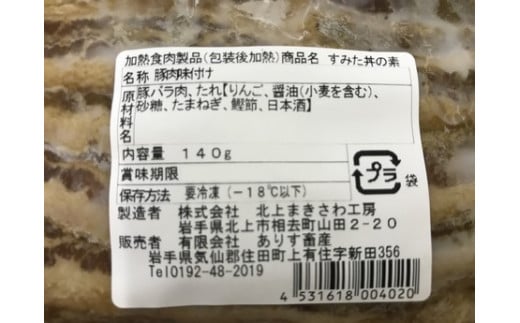 加熱食肉製品(包装後加熱)商品名 すみた丼の素
名称 豚肉味付け
原材料名 豚バラ肉、たれ【りんご、醤油(小麦を含む)、
砂糖、たまねぎ、鰹節、日本酒】
内容量 140g
賞味期限
保存方法 要冷凍(-18℃以下)
プラ 袋
製造者 株式会社 北上まきさわ工房
岩手県北上市相去町山田2-20
販売者 有限会社 ありす畜産
岩手県気仙郡住田町上有住字新田356
Tel0192-48-2019
4 531618 004020